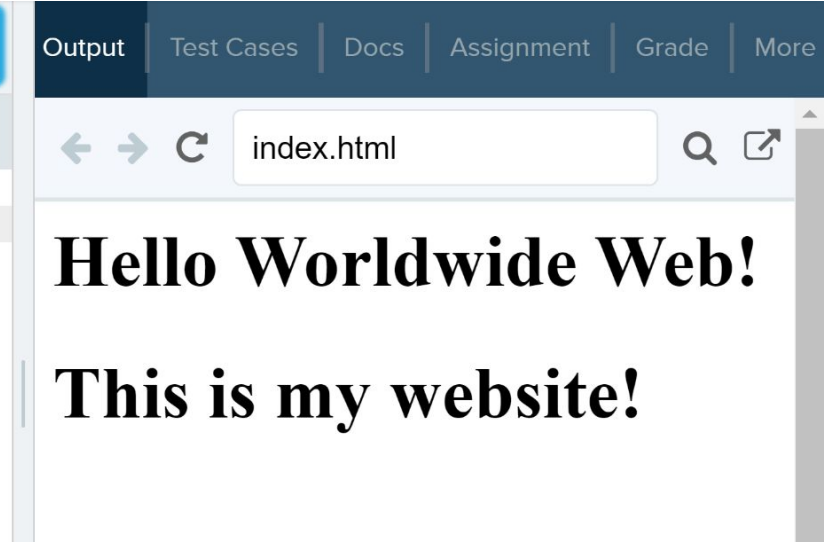 Output Test Cases Docs Assignment Grade More
index.html
Hello Worldwide Web!
This is my website!